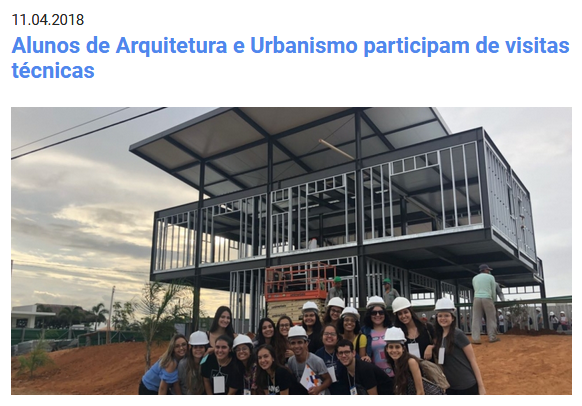 11.04.2018
Alunos de Arquitetura e Urbanismo participam de visitas
técnicas